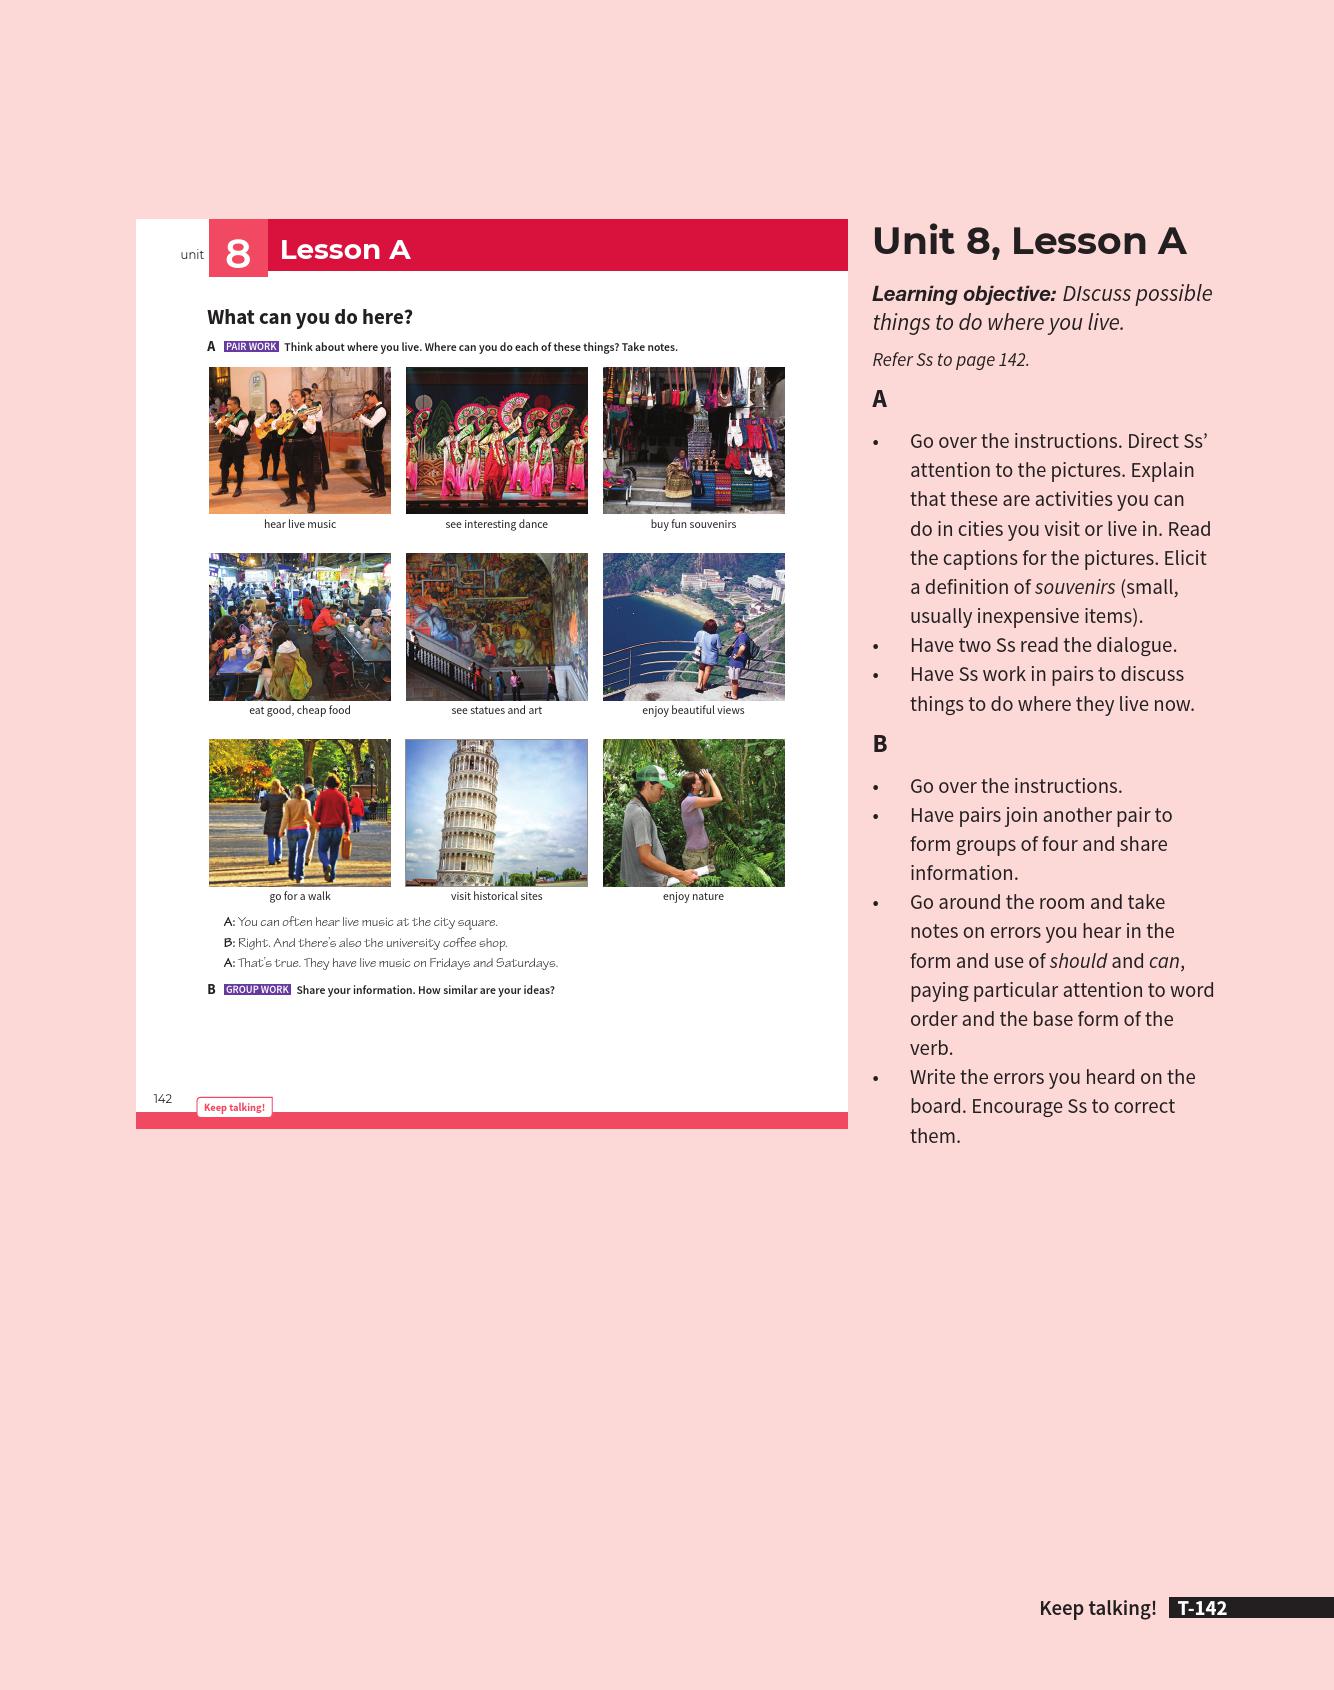 unit 8 Lesson A
What can you do here?
A PAIR WORK Think about where you live. Where can you do each of these things? Take notes.
hear live music
see interesting dance
buy fun souvenirs
eat good, cheap food
see statues and art
enjoy beautiful views
go for a walk
visit historical sites
enjoy nature
A: You can often hear live music at the city square.
B: Right. And there's also the university coffee shop.
A: That's true. They have live music on Fridays and Saturdays.
B GROUP WORK Share your information. How similar are your ideas?
142
Keep talking!
Unit 8, Lesson A
Learning objective: DIscuss possible
things to do where you live.
Refer Ss to page 142.
A
• Go over the instructions. Direct Ss’
attention to the pictures. Explain
that these are activities you can
do in cities you visit or live in. Read
the captions for the pictures. Elicit
a definition of souvenirs (small,
usually inexpensive items).
• Have two Ss read the dialogue.
• Have Ss work in pairs to discuss
things to do where they live now.
B
• Go over the instructions.
• Have pairs join another pair to
form groups of four and share
information.
• Go around the room and take
notes on errors you hear in the
form and use of should and can,
paying particular attention to word
order and the base form of the
verb.
• Write the errors you heard on the
board. Encourage Ss to correct
them.
Keep talking! T-142